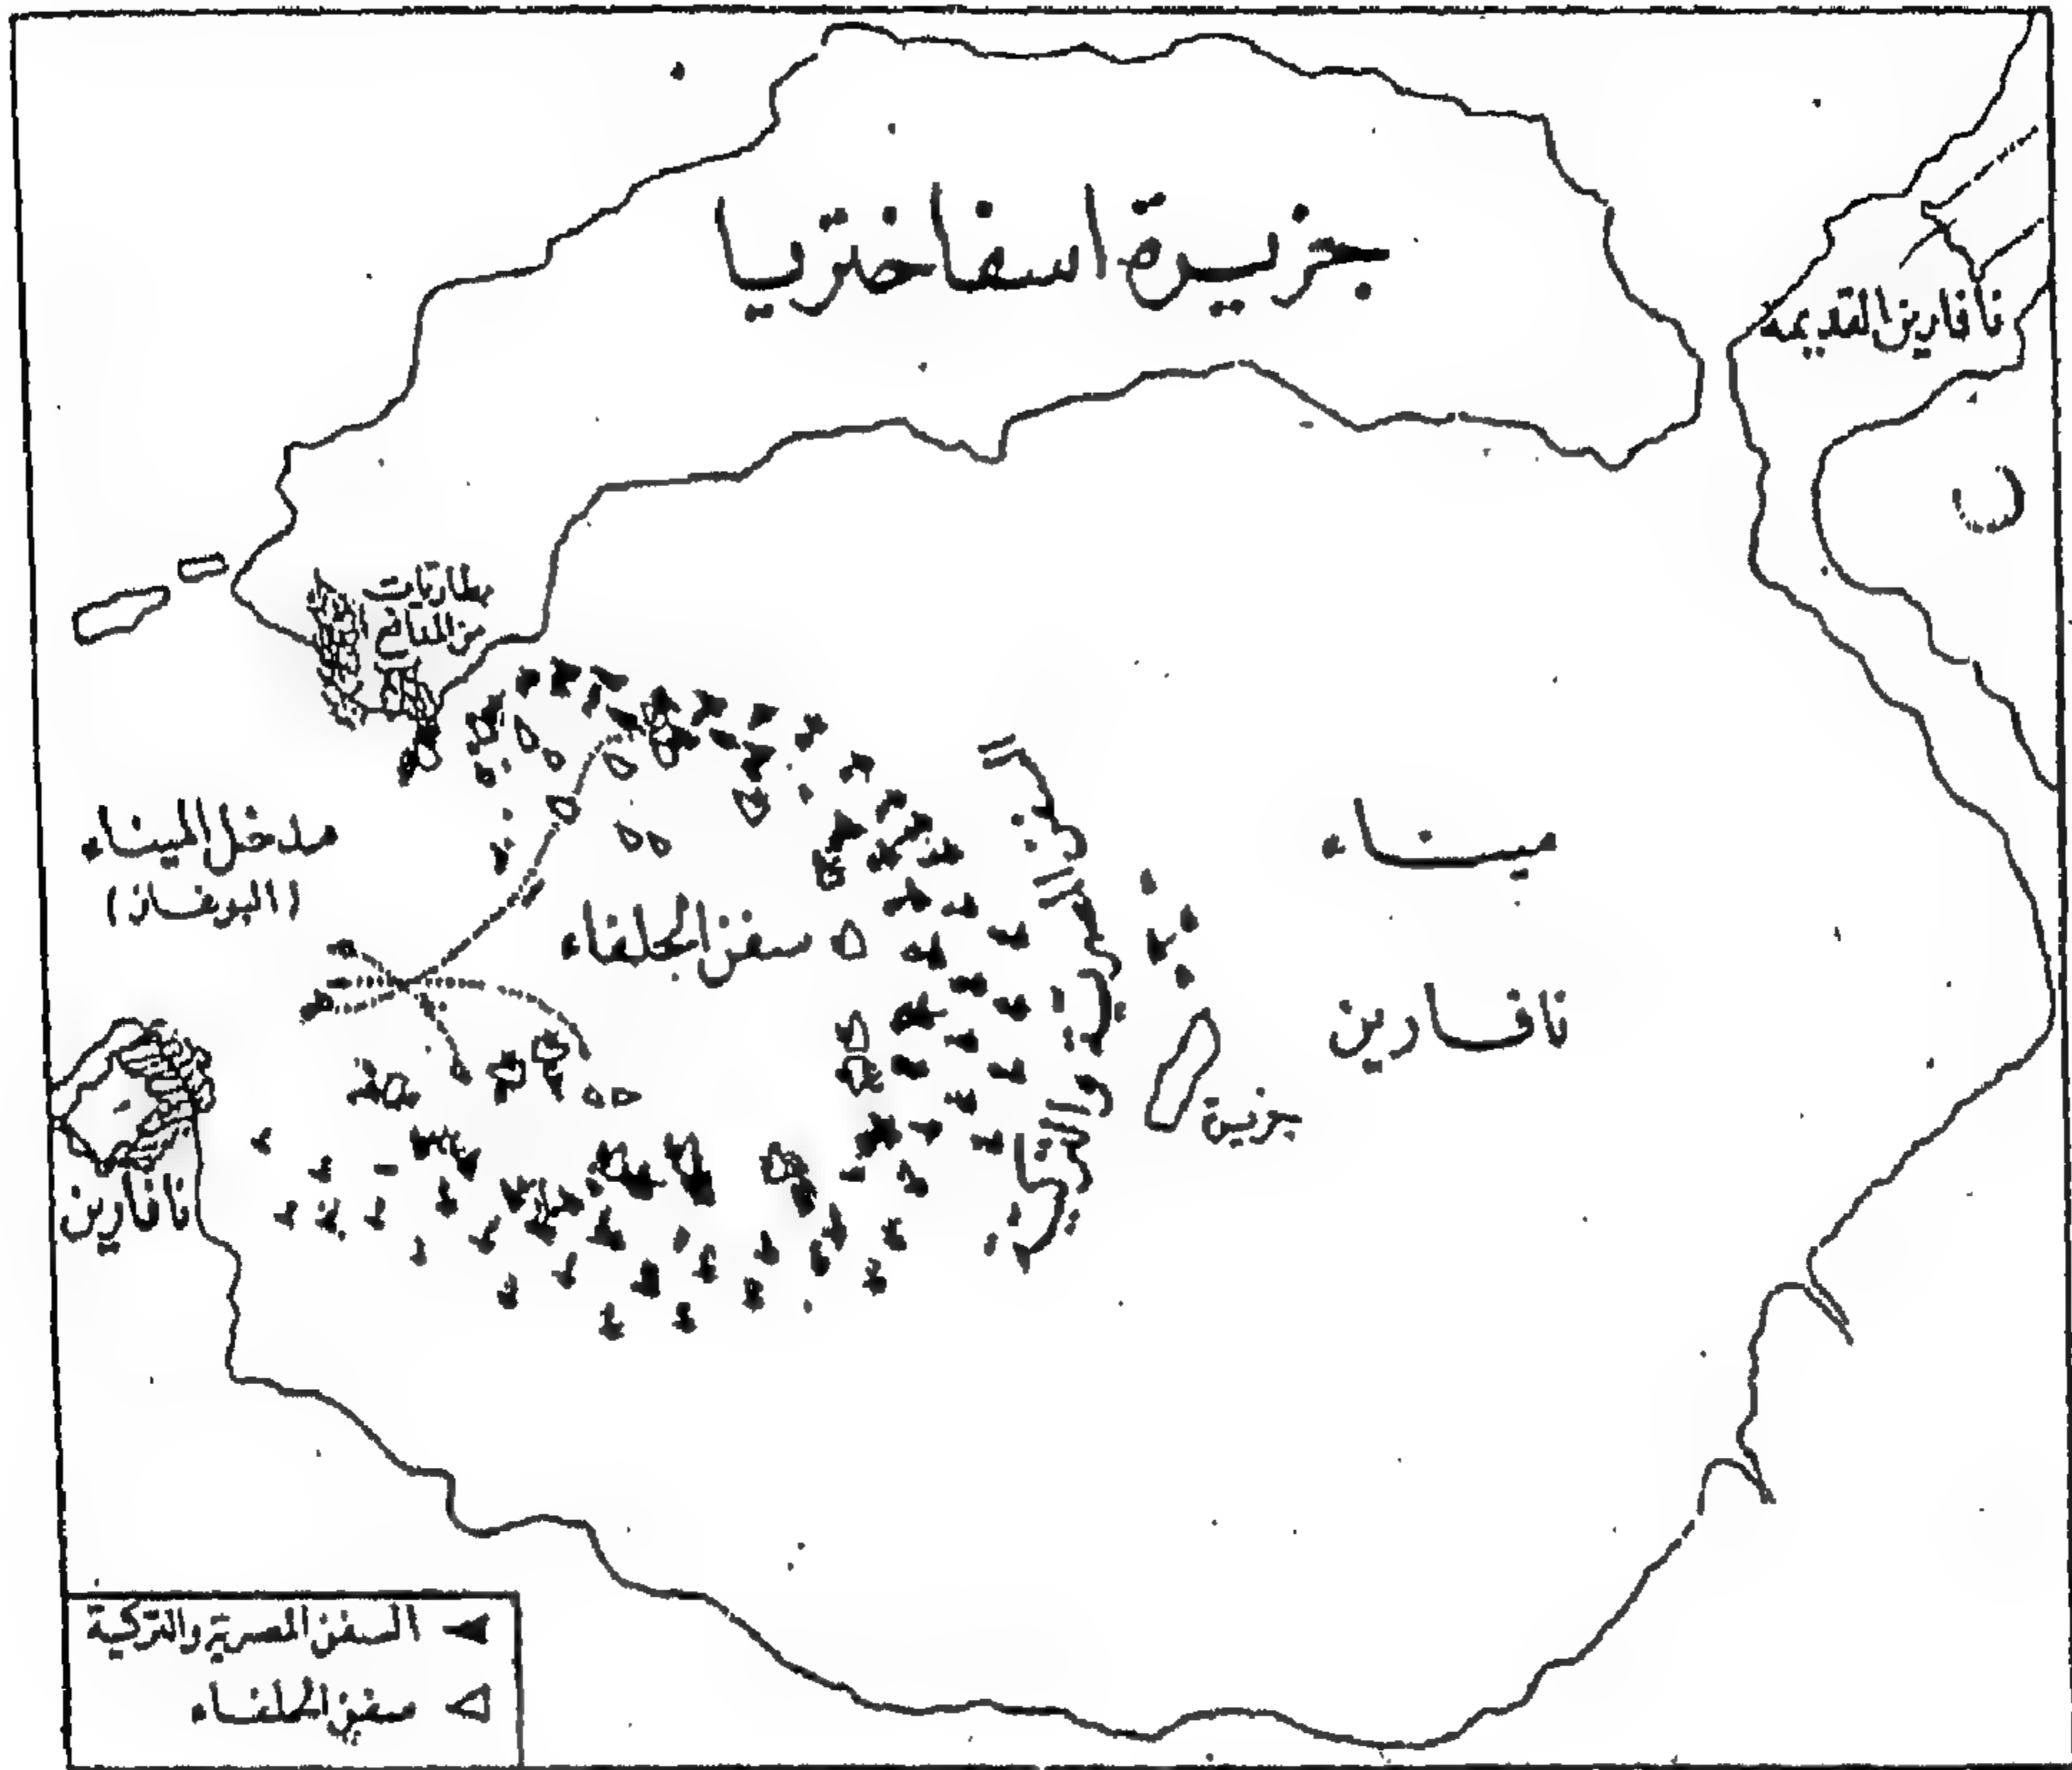 جزيرة اسفاختريا
نافارين القديمة
بطاريات
مدخل الميناء
(البوغاز)
سفن الحلفاء
ميناء
نافارين
جزيرة
نافارين
السفن المصرية والتركية
سفن الحلفاء